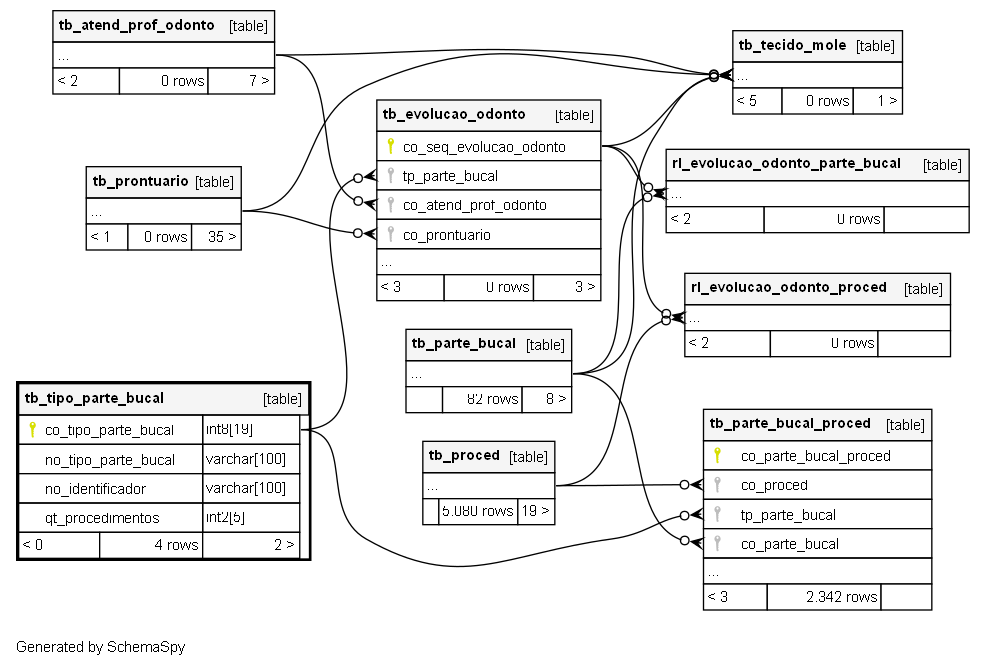 tb_atend_prof_odonto [table]
...
< 2 0 rows 7 >
tb_tecido_mole [table]
...
< 5 0 rows 1 >
tb_evolucao_odonto [table]
co_seq_evolucao_odonto
tp_parte_bucal
co_atend_prof_odonto
co_prontuario
...
< 3 0 rows 3 >
rl_evolucao_odonto_parte_bucal [table]
...
< 2 0 rows
tb_prontuario [table]
...
< 1 0 rows 35 >
rl_evolucao_odonto_proced [table]
...
< 2 0 rows
tb_parte_bucal [table]
...
82 rows 8 >
tb_tipo_parte_bucal [table]
co_tipo_parte_bucal int8[19]
no_tipo_parte_bucal varchar[100]
no_identificador varchar[100]
qt_procedimentos int2[5]
< 0 4 rows 2 >
tb_proced [table]
...
5.080 rows 19 >
tb_parte_bucal_proced [table]
co_parte_bucal_proced
co_proced
tp_parte_bucal
co_parte_bucal
...
< 3 2.342 rows
Generated by SchemaSpy